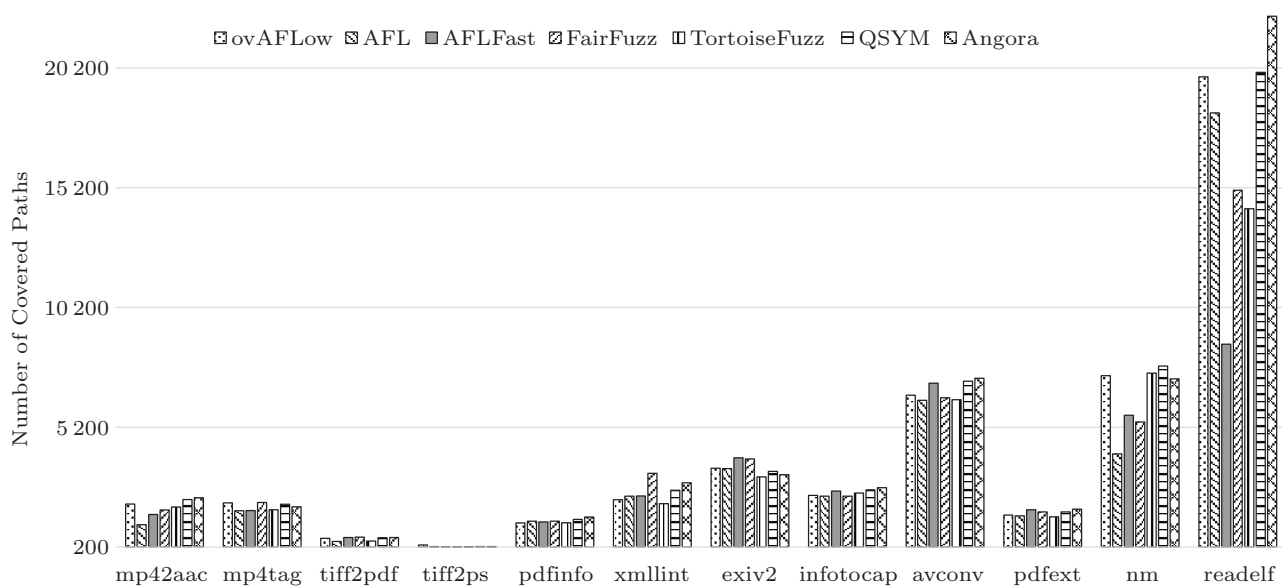 ovAFLow AFL AFLFast FairFuzz TortoiseFuzz QSYM Angora
Number of Covered Paths
20 200
15 200
10 200
5 200
200
mp42aac mp4tag tiff2pdf tiff2ps pdfinfo xmllint exiv2 infotocap avconv pdfext nm readelf